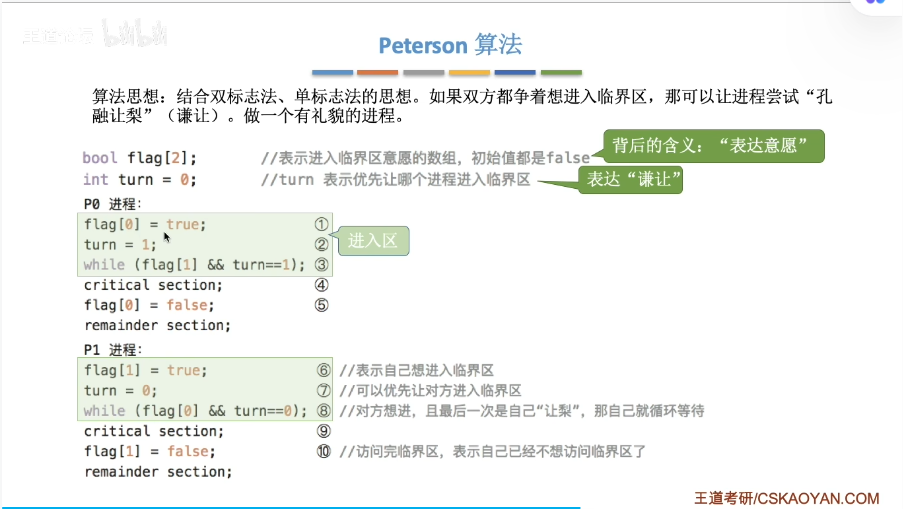 Peterson 算法
算法思想：结合双标志法、单标志法的思想。如果双方都争着想进入临界区，那可以让进程尝试“孔
融让梨”（谦让）。做一个有礼貌的进程。
bool flag[2]; //表示进入临界区意愿的数组，初始值都是false
背后的含义：“表达意愿”
int turn = 0; //turn 表示优先让哪个进程进入临界区
表达“谦让”
P0 进程：
flag[0] = true; ①
turn = 1; ②
进入区
while (flag[1] && turn==1); ③
critical section; ④
flag[0] = false; ⑤
remainder section;
P1 进程：
flag[1] = true; ⑥ //表示自己想进入临界区
turn = 0; ⑦ //可以优先让对方进入临界区
while (flag[0] && turn==0); ⑧ //对方想进，且最后一次是自己“让梨”，那自己就循环等待
critical section; ⑨
flag[1] = false; ⑩ //访问完临界区，表示自己已经不想访问临界区了
remainder section;
王道考研/CSKAOYAN.COM